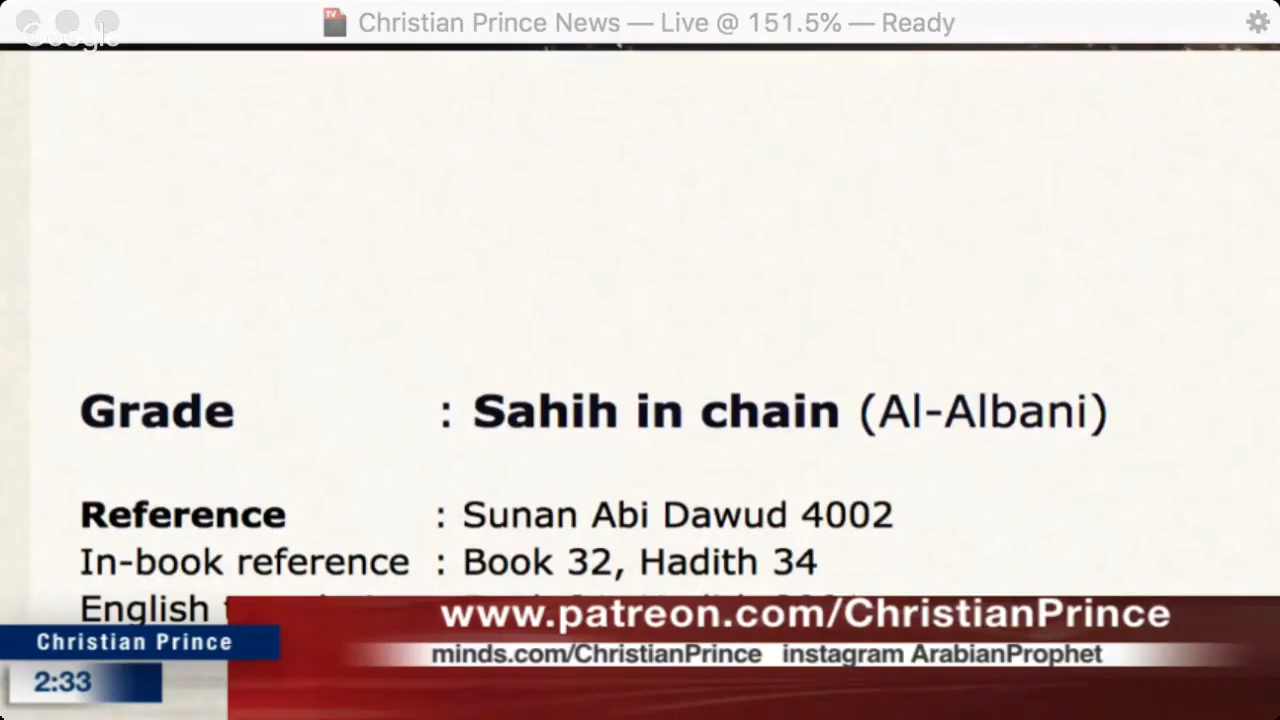 Christian Prince News — Live @ 151.5% — Ready
Google
Grade : Sahih in chain (Al-Albani)
Reference : Sunan Abi Dawud 4002
In-book reference : Book 32, Hadith 34
English
www.patreon.com/ChristianPrince
Christian Prince
minds.com/ChristianPrince instagram ArabianProphet
2:33